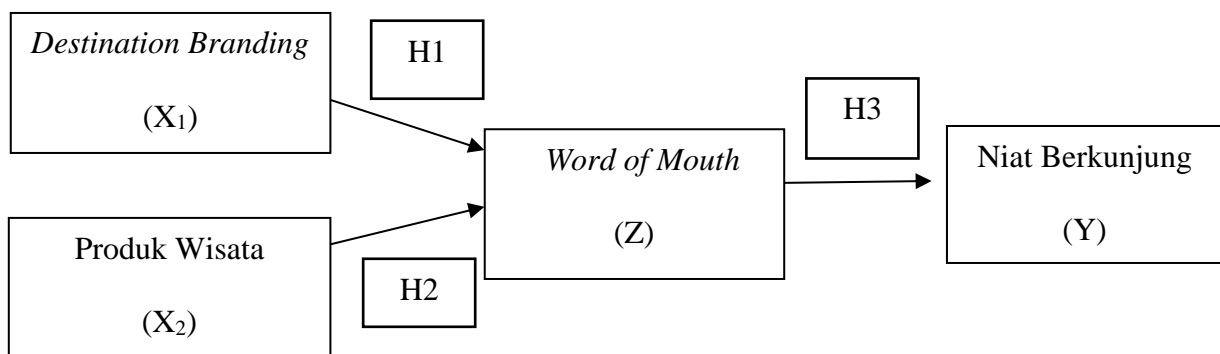 Destination Branding
(X₁)
H1
Word of Mouth
(Z)
H3
Niat Berkunjung
(Y)
Produk Wisata
(X₂)
H2